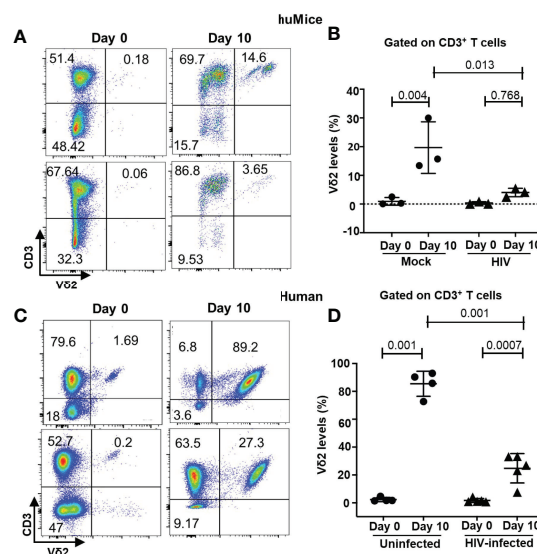 huMice
A
Day 0
Day 10
51.4
0.18
48.42
69.7
14.6
15.7
67.64
0.06
32.3
86.8
3.65
9.53
CD3
Vδ2
B
Gated on CD3⁺ T cells
0.013
0.004
0.768
Vδ2 levels (%)
40
30
20
10
0
-10
Day 0
Day 10
Day 0
Day 10
Mock
HIV
Human
C
Day 0
Day 10
79.6
1.69
18
6.8
89.2
3.6
52.7
0.2
47
63.5
27.3
9.17
CD3
Vδ2
D
Gated on CD3⁺ T cells
0.001
0.001
0.0007
Vδ2 levels (%)
100
80
60
40
20
0
Day 0
Day 10
Day 0
Day 10
Uninfected
HIV-infected